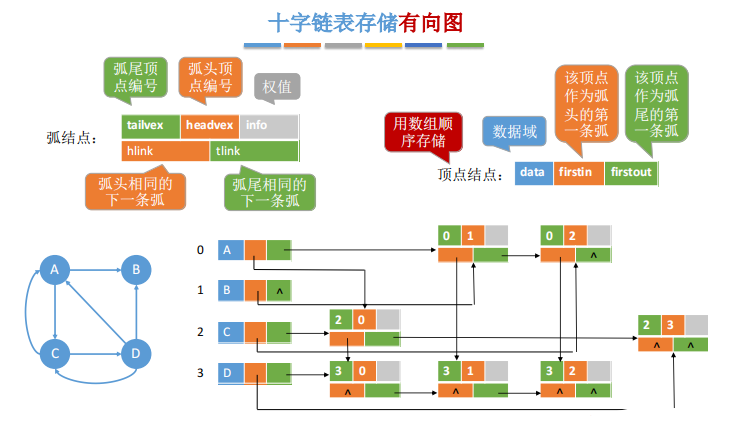 十字链表存储有向图
弧尾顶
点编号
弧头顶
点编号
权值
该顶点
作为弧
头的第
一条弧
该顶点
作为弧
尾的第
一条弧
用数组顺
序存储
数据域
弧结点：
tailvex headvex info
hlink tlink
顶点结点：
data firstin firstout
弧头相同的
下一条弧
弧尾相同的
下一条弧
A B
C D
0 A
0 1
0 2
^
1 B ^
2 C
2 0
2 3
^ ^
3 D
3 0
^
3 1
^
3 2
^ ^